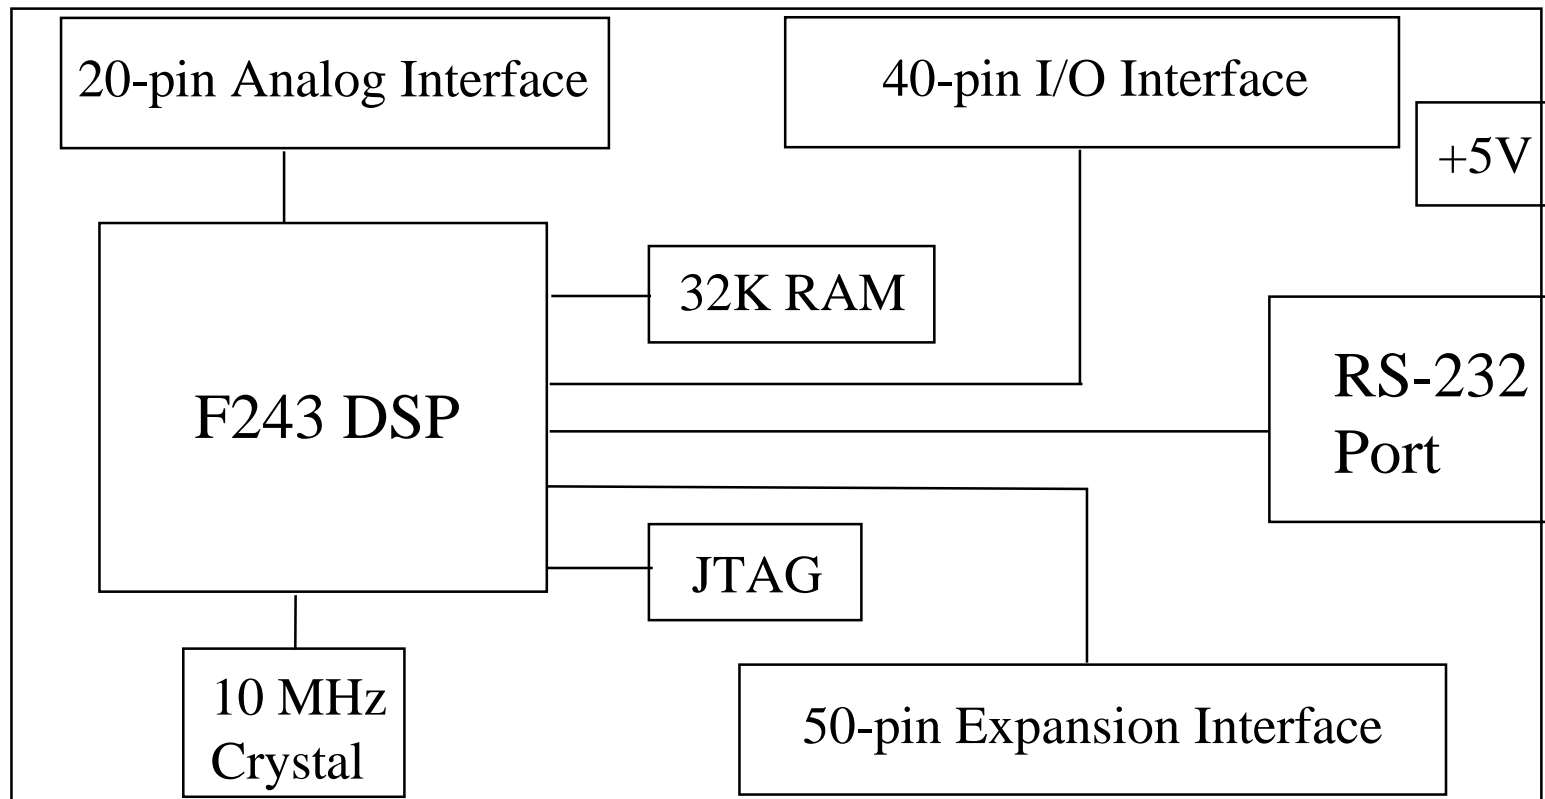 20-pin Analog Interface
40-pin I/O Interface
+5V
32K RAM
F243 DSP
RS-232
Port
JTAG
10 MHz
Crystal
50-pin Expansion Interface